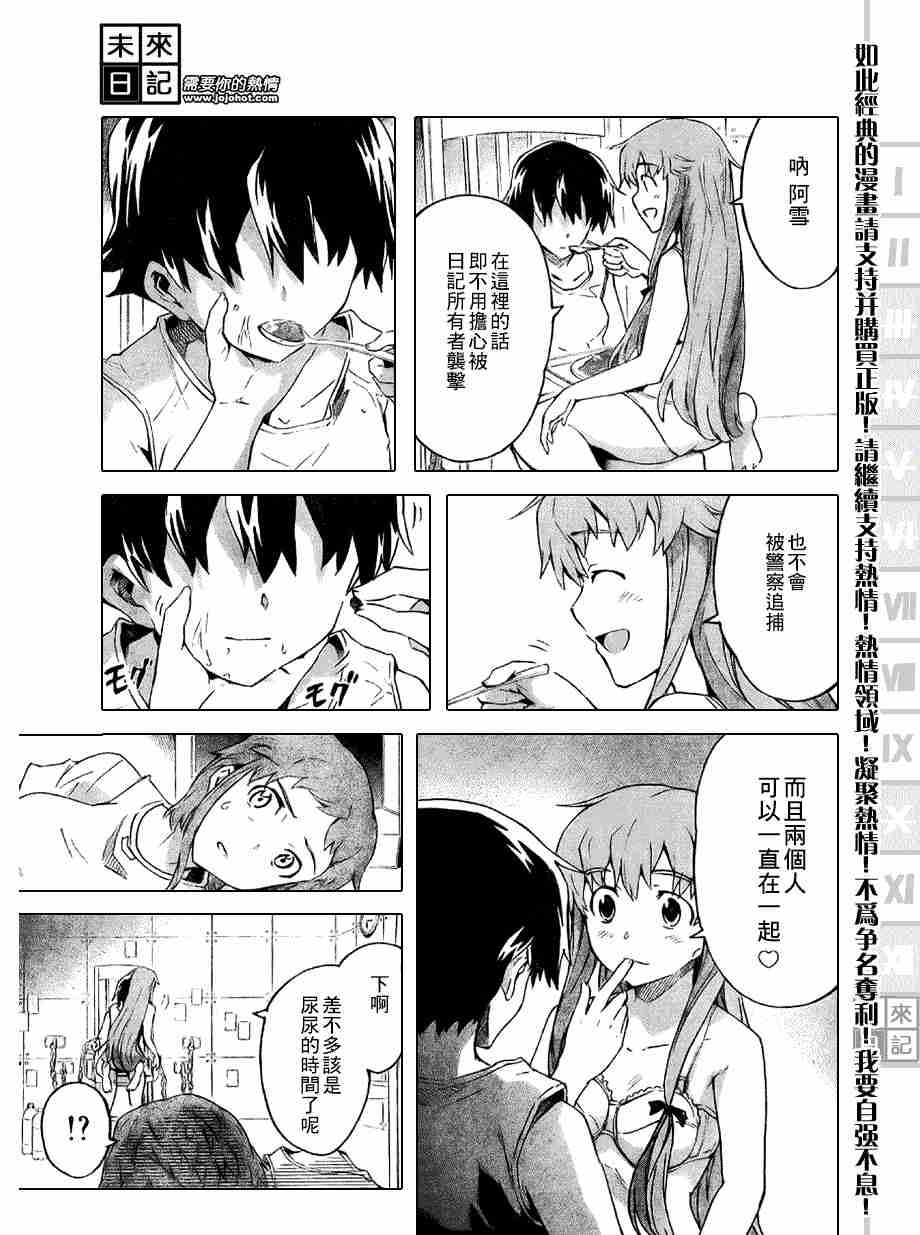 未來
日記
需要你的熱情
www.jojohot.com
吶
阿雪
在這裡的話
即不用擔心被
日記所有者襲擊
也不會
被警察追捕
モグ
モグ
而且兩個人
可以一直在一起♡
下啊
差不多該是
尿尿的時間了呢
!?
如此經典的漫畫請支持并購買正版！請繼續支持熱情！熱情領域！凝聚熱情！不爲争名奪利！我要自强不息！
I
II
III
IV
V
VI
VII
VIII
IX
X
XI
XII
來
記